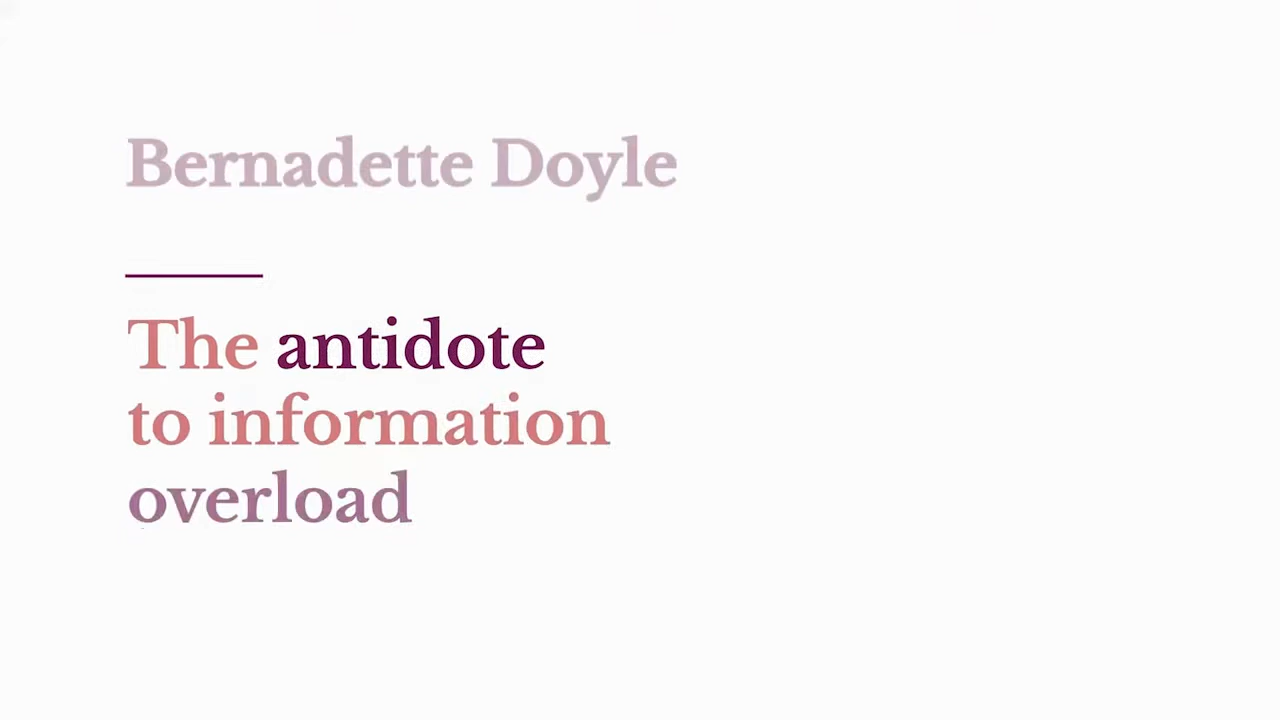 Bernadette Doyle
The antidote
to information
overload